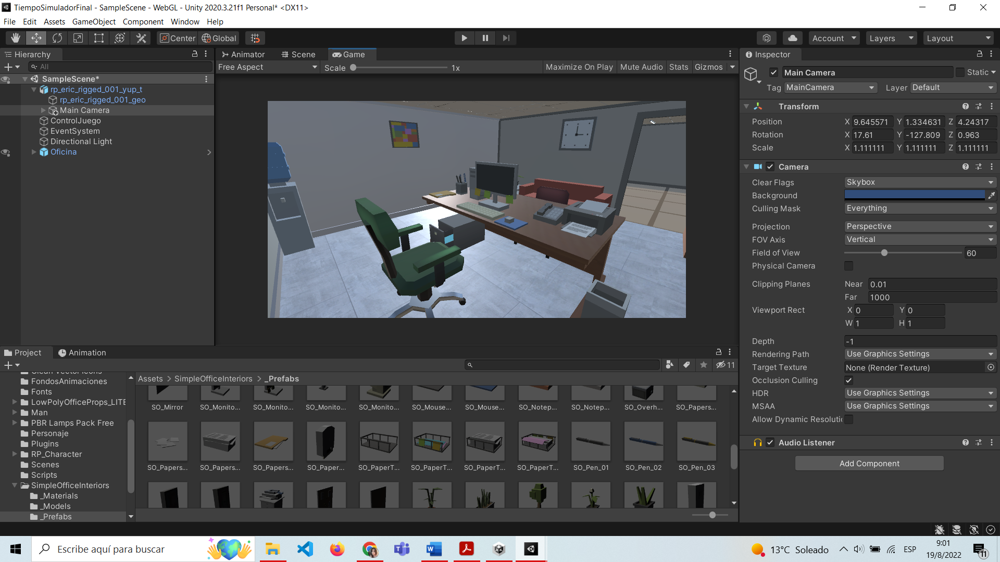 TiempoSimuladorFinal - SampleScene - WebGL - Unity 2020.3.21f1 Personal* <DX11>
File Edit Assets GameObject Component Window Help
Center Global Account Layers Layout
Hierarchy
All
SampleScene*
rp_eric_rigged_001_yup_t
rp_eric_rigged_001_geo
Main Camera
ControlJuego
EventSystem
Directional Light
Oficina
Animator Scene Game
Free Aspect Scale 1x Maximize On Play Mute Audio Stats Gizmos
Inspector
Main Camera Static
Tag MainCamera Layer Default
Transform
Position X 9.645571 Y 1.334631 Z 4.24317
Rotation X 17.61 Y -127.809 Z 0.963
Scale X 1.111111 Y 1.111111 Z 1.111111
Camera
Clear Flags Skybox
Background
Culling Mask Everything
Projection Perspective
FOV Axis Vertical
Field of View 60
Physical Camera
Clipping Planes Near 0.01
Far 1000
Viewport Rect X 0 Y 0
W 1 H 1
Depth -1
Rendering Path Use Graphics Settings
Target Texture None (Render Texture)
Occlusion Culling
HDR Use Graphics Settings
MSAA Use Graphics Settings
Allow Dynamic Resolutio
Audio Listener
Add Component
Project Animation
11
Clean Vector Icons
FondosAnimaciones
Fonts
LowPolyOfficeProps_LITE
Man
PBR Lamps Pack Free
Personaje
Plugins
RP_Character
Scenes
Scripts
SimpleOfficeInteriors
_Materials
_Models
_Prefabs
Assets > SimpleOfficeInteriors > _Prefabs
SO_Mirror SO_Monito... SO_Monito... SO_Monito... SO_Monito... SO_Mouse... SO_Mouse... SO_Notep... SO_Notep... SO_Overh... SO_Papers...
SO_Papers... SO_Papers... SO_Papers... SO_Paper... SO_PaperT... SO_PaperT... SO_PaperT... SO_PaperT... SO_Pen_01 SO_Pen_02 SO_Pen_03
Escribe aquí para buscar
13°C Soleado ESP
9:01
19/8/2022
11